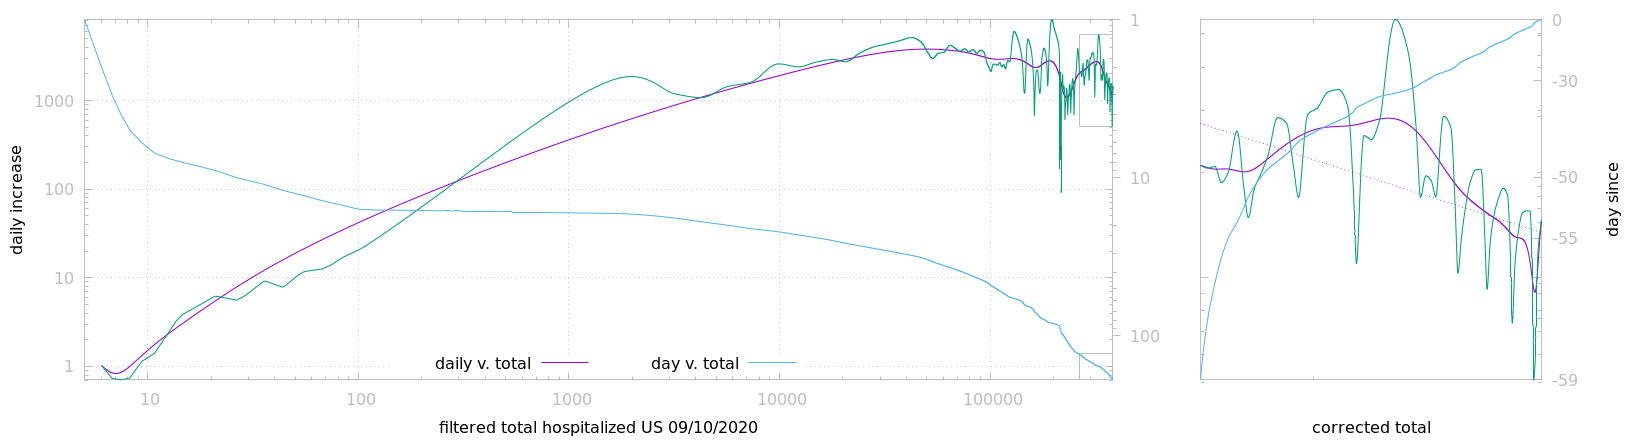 daily increase
1000
100
10
1
10
100
1000
10000
100000
1
10
100
daily v. total
day v. total
filtered total hospitalized US 09/10/2020
0
-30
-50
-55
-59
day since
corrected total